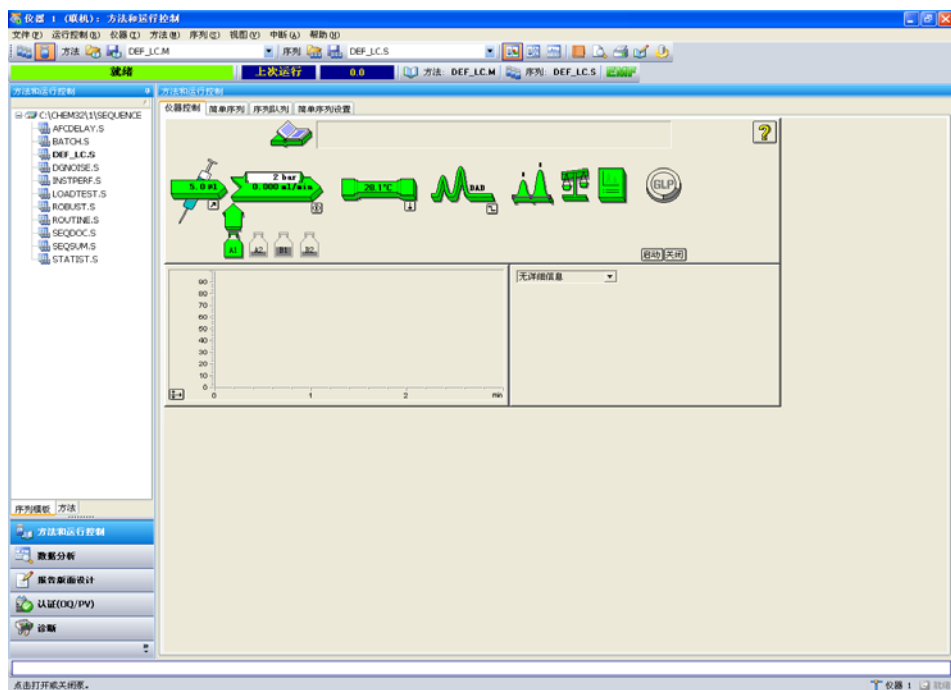 仪器 1 (联机): 方法和运行控制
文件(F) 运行控制(R) 仪器(I) 方法(M) 序列(S) 视图(V) 中断(A) 帮助(H)
方法 DEF_LC.M 序列 DEF_LC.S
就绪 上次运行 0.0 方法: DEF_LC.M 序列: DEF_LC.S
方法和运行控制 方法和运行控制
仪器控制 简单序列 序列队列 简单序列设置
C:\CHEM32\1\SEQUENCE
AFCDELAY.S
BATCH.S
DEF_LC.S
DGNOISE.S
INSTPERF.S
LOADTEST.S
ROBUST.S
ROUTINE.S
SEQDOC.S
SEQSUM.S
STATIST.S
?
2 bar
5.0 µl 0.000 ml/min 28.1°C DAD GLP
A1 A2 B1 B2
启动 关闭
无详细信息
90
80
70
60
50
40
30
20
10
0
0 1 2 min
序列模板 方法
方法和运行控制
数据分析
报告版面设计
认证(OQ/PV)
诊断
点击打开或关闭泵。 仪器 1 就绪